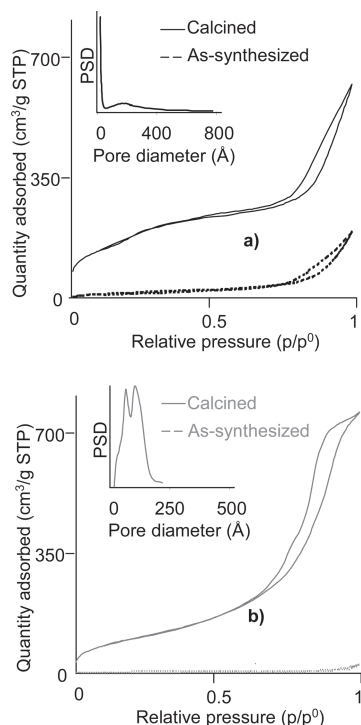 Calcined
As-synthesized
PSD
0 400 800
Pore diameter (Å)
Quantity adsorbed (cm³/g STP)
700
350
0
a)
0 0.5 1
Relative pressure (p/p⁰)
Calcined
As-synthesized
PSD
0 250 500
Pore diameter (Å)
Quantity adsorbed (cm³/g STP)
700
350
0
b)
0 0.5 1
Relative pressure (p/p⁰)